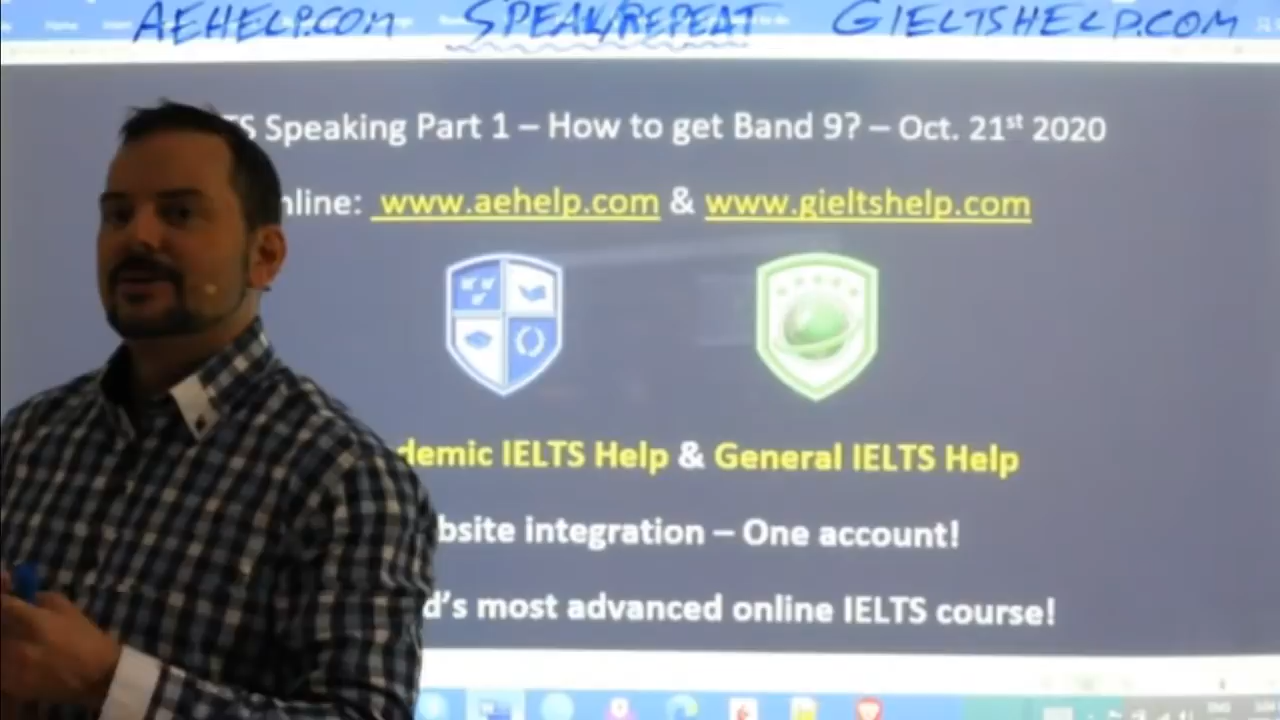 AEHELP.COM SPEAK/REPEAT GIELTSHELP.COM
TS Speaking Part 1 – How to get Band 9? – Oct. 21st 2020
nline: www.aehelp.com & www.gieltshelp.com
demic IELTS Help & General IELTS Help
bsite integration – One account!
d's most advanced online IELTS course!